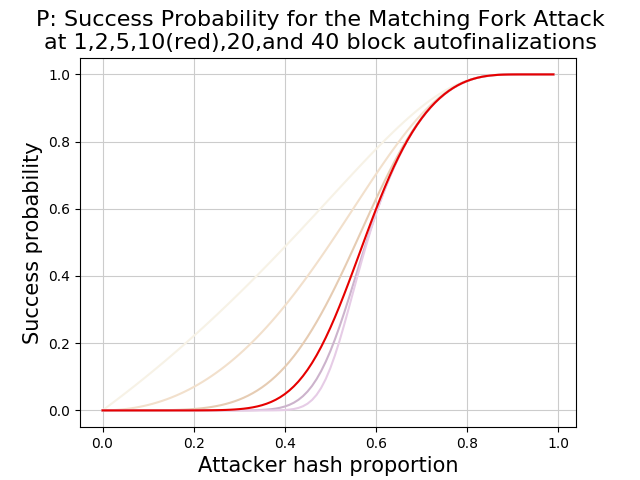 P: Success Probability for the Matching Fork Attack
at 1,2,5,10(red),20,and 40 block autofinalizations
1.0
0.8
0.6
0.4
0.2
0.0
Success probability
0.0 0.2 0.4 0.6 0.8 1.0
Attacker hash proportion